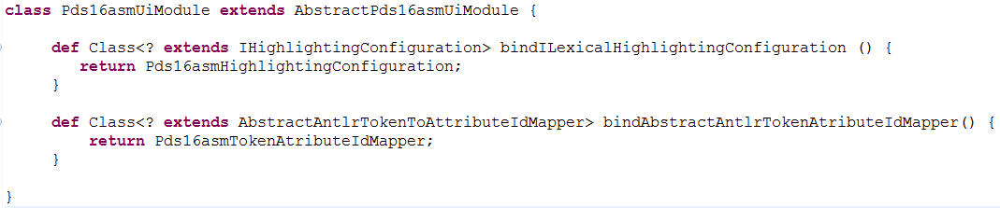 class Pds16asmUiModule extends AbstractPds16asmUiModule {
def Class<? extends IHighlightingConfiguration> bindILexicalHighlightingConfiguration () {
return Pds16asmHighlightingConfiguration;
}
def Class<? extends AbstractAntlrTokenToAttributeIdMapper> bindAbstractAntlrTokenAtributeIdMapper() {
return Pds16asmTokenAtributeIdMapper;
}
}